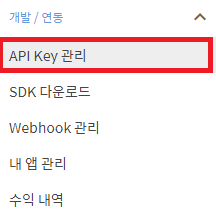 개발 / 연동
API Key 관리
SDK 다운로드
Webhook 관리
내 앱 관리
수익 내역